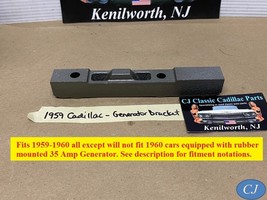 Kenilworth, NJ
CJ Classic Cadillac Parts
1959 Cadillac - Generator Bracket
Kenilworth, NJ
Fits 1959-1960 all except will not fit 1960 cars equipped with rubber
mounted 35 Amp Generator. See description for fitment notations.
CJ